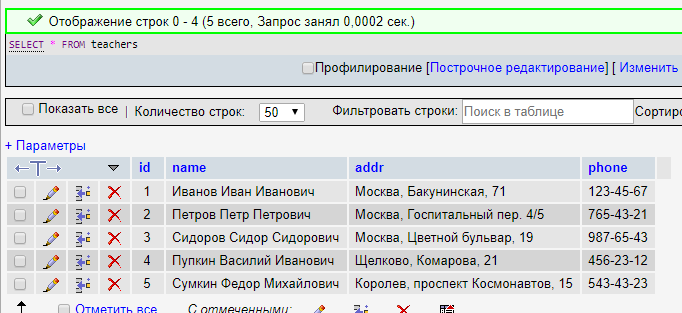 Отображение строк 0 - 4 (5 всего, Запрос занял 0,0002 сек.)
SELECT * FROM teachers
Профилирование [Построчное редактирование] [ Изменить
Показать все | Количество строк: 50 Фильтровать строки: Поиск в таблице Сортиро
+ Параметры
id name addr phone
1 Иванов Иван Иванович Москва, Бакунинская, 71 123-45-67
2 Петров Петр Петрович Москва, Госпитальный пер. 4/5 765-43-21
3 Сидоров Сидор Сидорович Москва, Цветной бульвар, 19 987-65-43
4 Пупкин Василий Иванович Щелково, Комарова, 21 456-23-12
5 Сумкин Федор Михайлович Королев, проспект Космонавтов, 15 543-43-23
Отметить все С отмеченными: